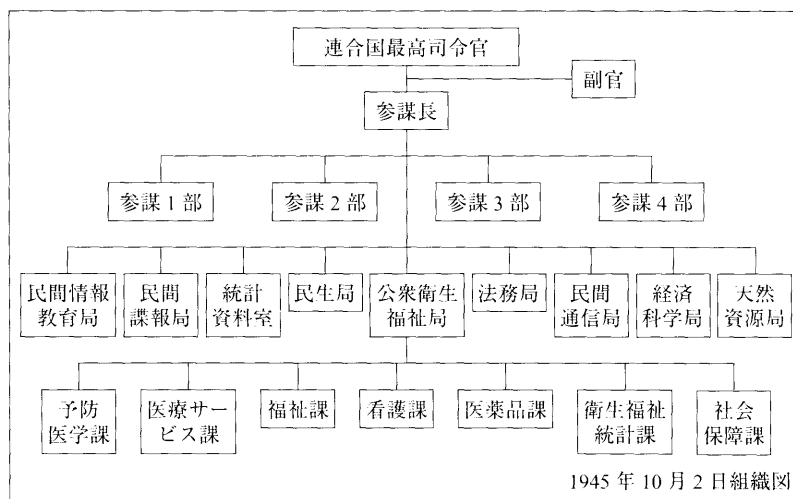 連合国最高司令官
副官
参謀長
参謀1部
参謀2部
参謀3部
参謀4部
民間情報
教育局
民間
諜報局
統計
資料室
民生局
公衆衛生
福祉局
法務局
民間
通信局
経済
科学局
天然
資源局
予防
医学課
医療サー
ビス課
福祉課
看護課
医薬品課
衛生福祉
統計課
社会
保障課
1945年10月2日組織図